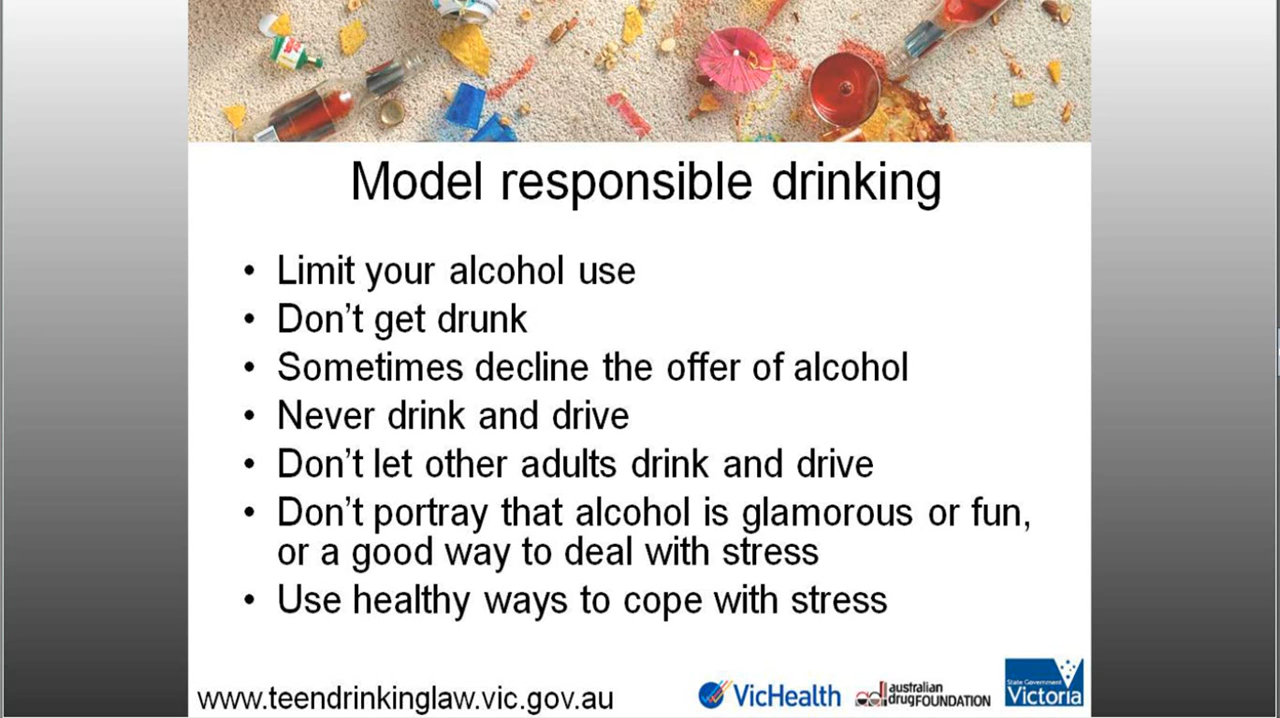 Model responsible drinking
• Limit your alcohol use
• Don't get drunk
• Sometimes decline the offer of alcohol
• Never drink and drive
• Don't let other adults drink and drive
• Don't portray that alcohol is glamorous or fun,
or a good way to deal with stress
• Use healthy ways to cope with stress
www.teendrinkinglaw.vic.gov.au
VicHealth
australian
drugFOUNDATION
State Government
Victoria